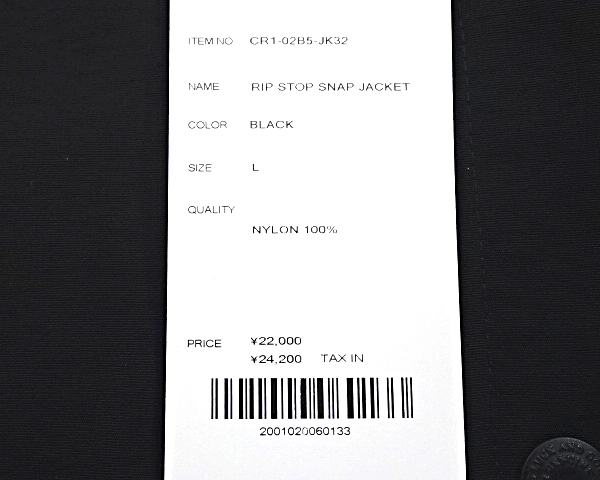 ITEM NO CR1-02B5-JK32
NAME RIP STOP SNAP JACKET
COLOR BLACK
SIZE L
QUALITY
NYLON 100%
PRICE ¥22,000
¥24,200 TAX IN
2001020060133